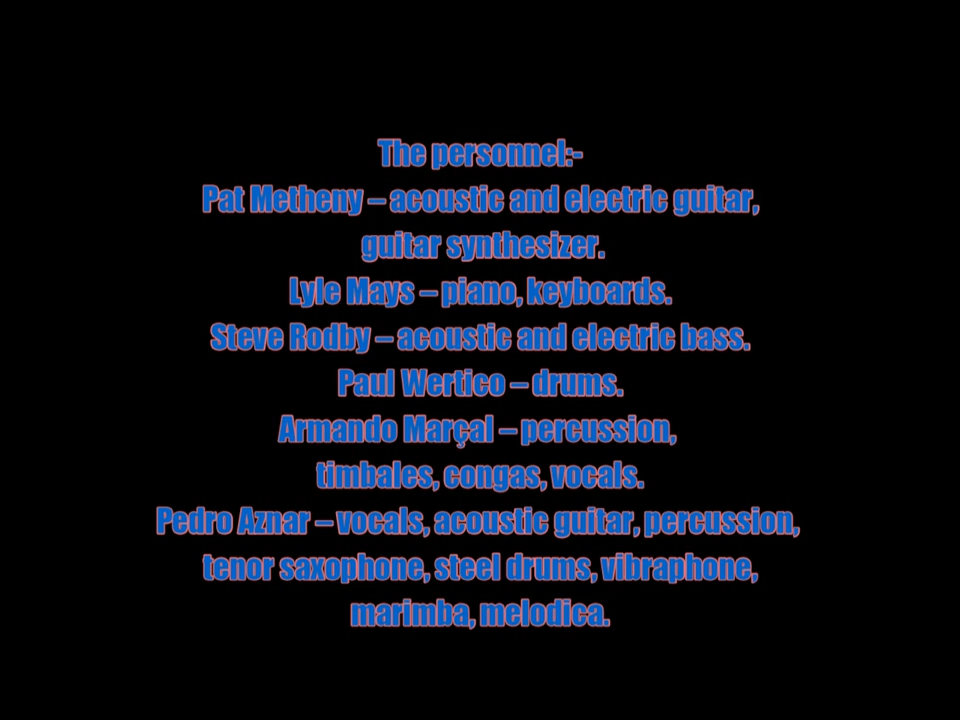 The personnel:-
Pat Metheny – acoustic and electric guitar,
guitar synthesizer.
Lyle Mays – piano, keyboards.
Steve Rodby – acoustic and electric bass.
Paul Wertico – drums.
Armando Marçal – percussion,
timbales, congas, vocals.
Pedro Aznar – vocals, acoustic guitar, percussion,
tenor saxophone, steel drums, vibraphone,
marimba, melodica.